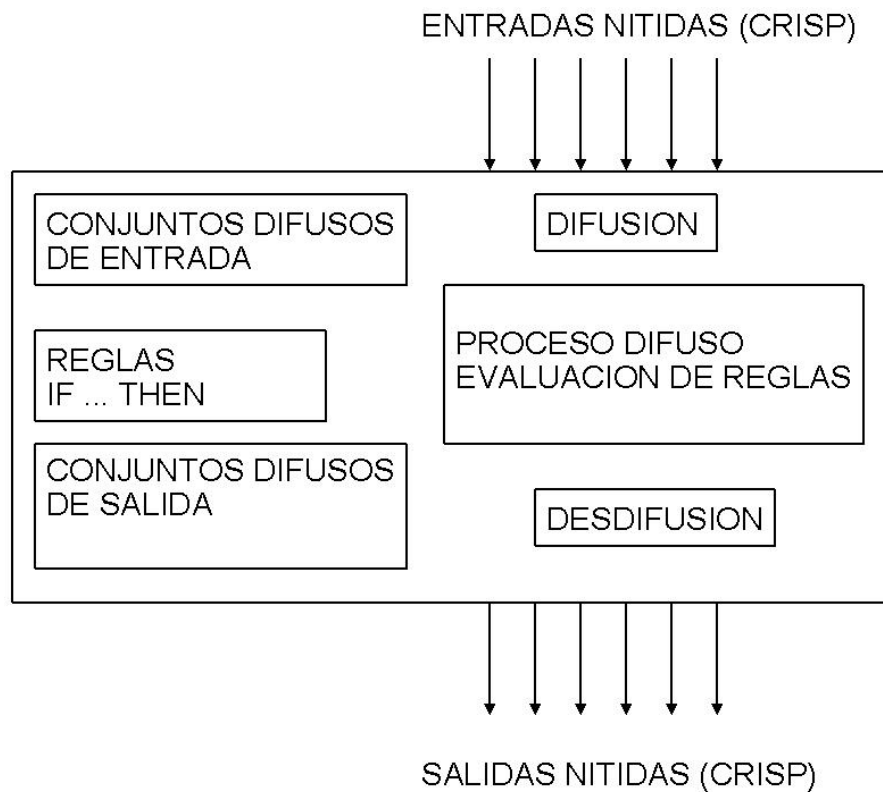 ENTRADAS NITIDAS (CRISP)
CONJUNTOS DIFUSOS
DE ENTRADA
DIFUSION
REGLAS
IF ... THEN
PROCESO DIFUSO
EVALUACION DE REGLAS
CONJUNTOS DIFUSOS
DE SALIDA
DESDIFUSION
SALIDAS NITIDAS (CRISP)